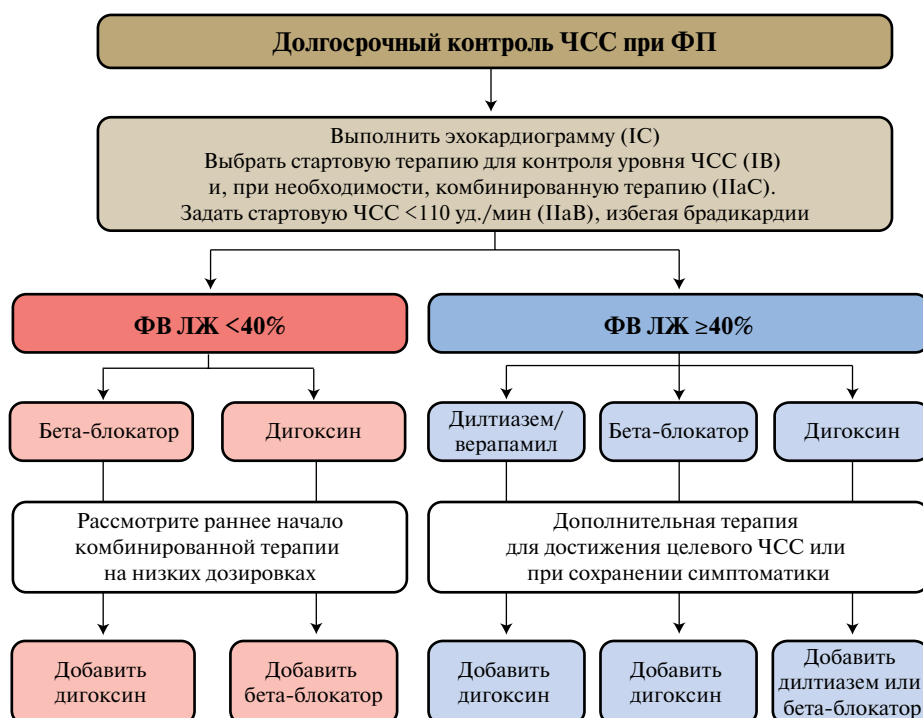 Долгосрочный контроль ЧСС при ФП
Выполнить эхокардиограмму (IC)
Выбрать стартовую терапию для контроля уровня ЧСС (IB)
и, при необходимости, комбинированную терапию (IIaC).
Задать стартовую ЧСС <110 уд./мин (IIaB), избегая брадикардии
ФВ ЛЖ <40%
ФВ ЛЖ ≥40%
Бета-блокатор
Дигоксин
Дилтиазем/
верапамил
Бета-блокатор
Дигоксин
Рассмотрите раннее начало
комбинированной терапии
на низких дозировках
Дополнительная терапия
для достижения целевого ЧСС или
при сохранении симптоматики
Добавить
дигоксин
Добавить
бета-блокатор
Добавить
дигоксин
Добавить
дигоксин
Добавить
дилтиазем или
бета-блокатор